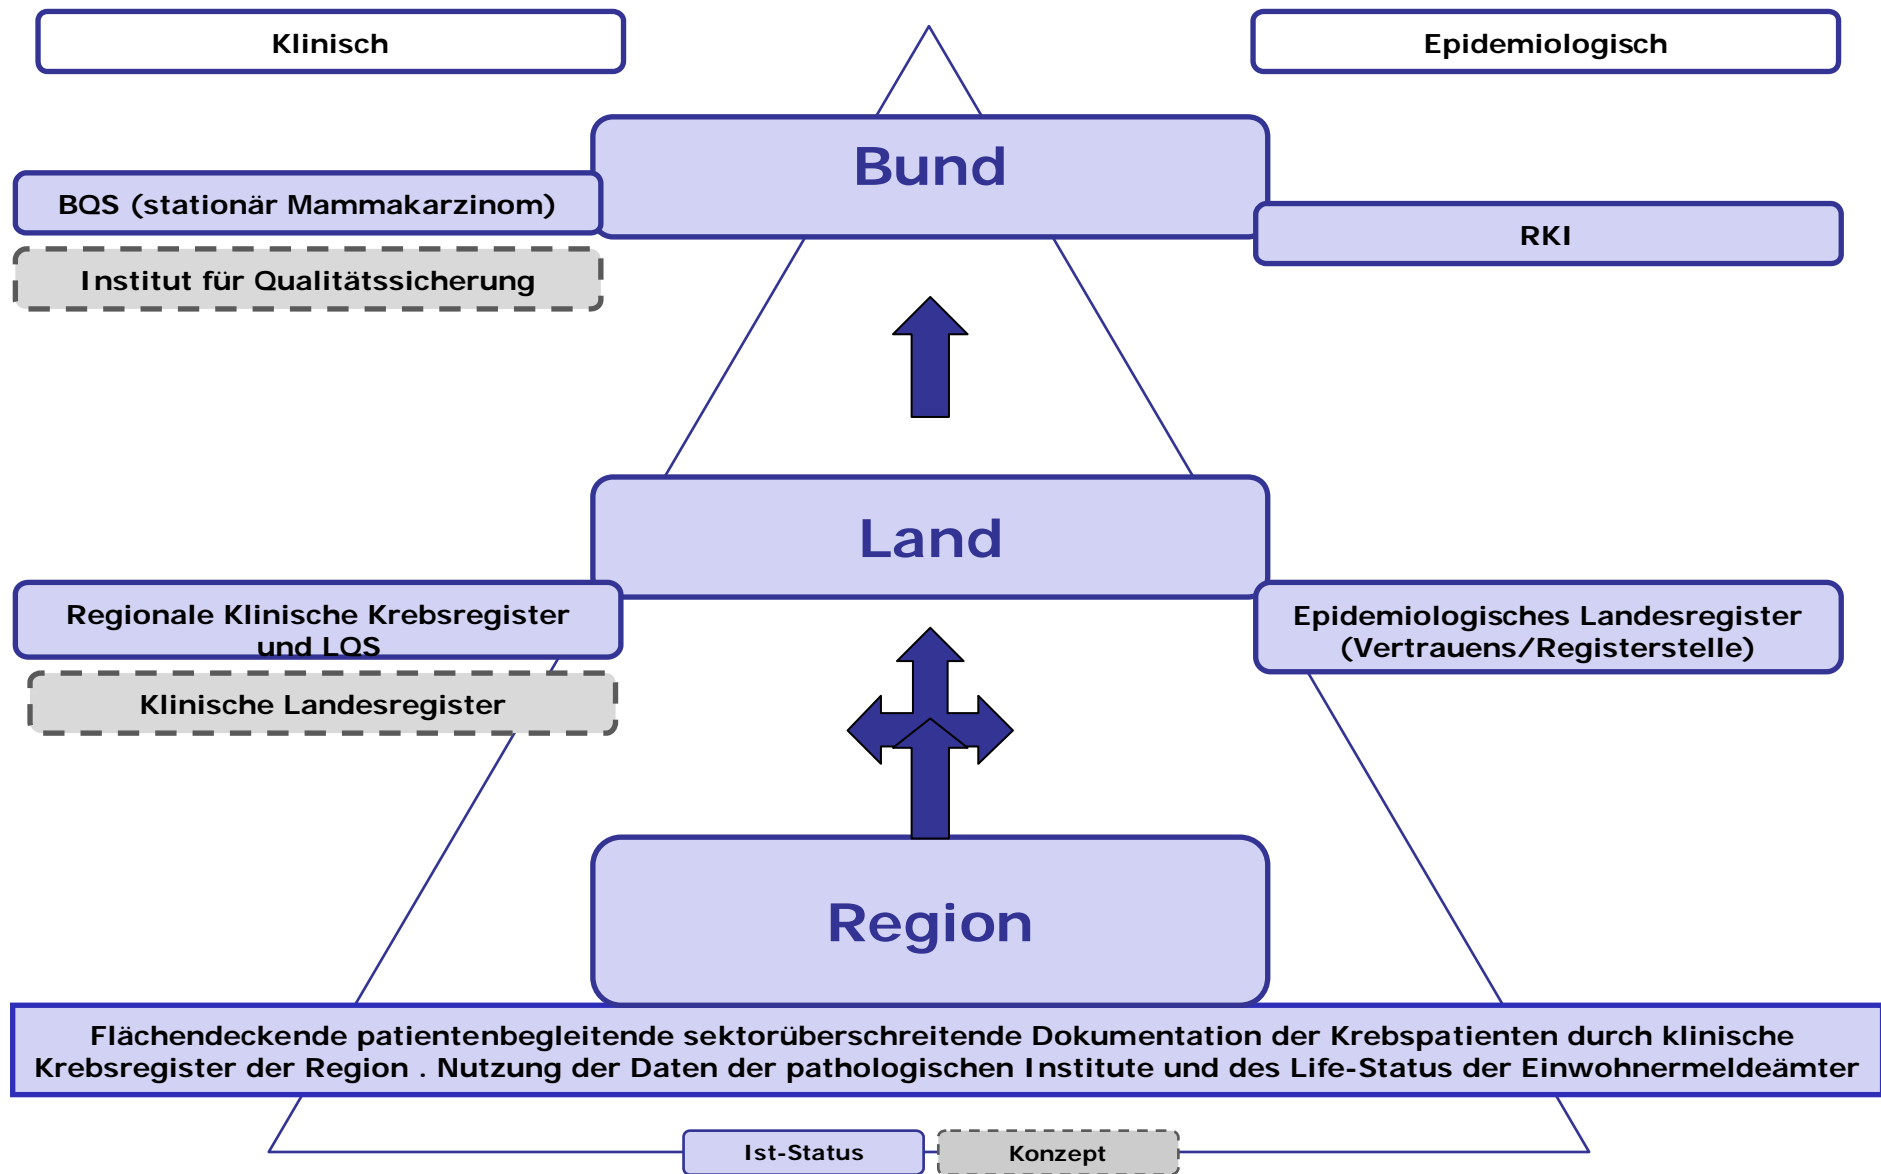 Klinisch
Epidemiologisch
Bund
BQS (stationär Mammakarzinom)
RKI
Institut für Qualitätssicherung
Land
Regionale Klinische Krebsregister
und LQS
Epidemiologisches Landesregister
(Vertrauens/Registerstelle)
Klinische Landesregister
Region
Flächendeckende patientenbegleitende sektorüberschreitende Dokumentation der Krebspatienten durch klinische
Krebsregister der Region . Nutzung der Daten der pathologischen Institute und des Life-Status der Einwohnermeldeämter
Ist-Status
Konzept